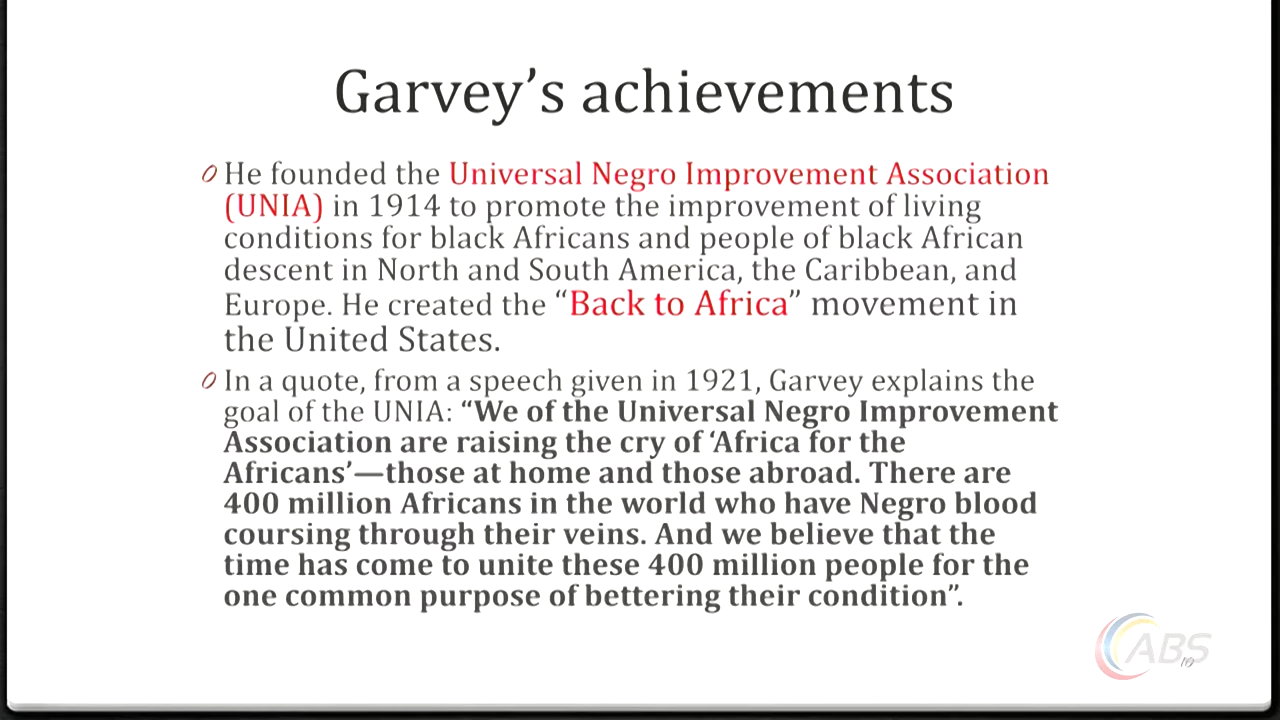 Garvey’s achievements
He founded the Universal Negro Improvement Association
(UNIA) in 1914 to promote the improvement of living
conditions for black Africans and people of black African
descent in North and South America, the Caribbean, and
Europe. He created the “Back to Africa” movement in
the United States.
In a quote, from a speech given in 1921, Garvey explains the
goal of the UNIA: “We of the Universal Negro Improvement
Association are raising the cry of ‘Africa for the
Africans’—those at home and those abroad. There are
400 million Africans in the world who have Negro blood
coursing through their veins. And we believe that the
time has come to unite these 400 million people for the
one common purpose of bettering their condition”.
ABS